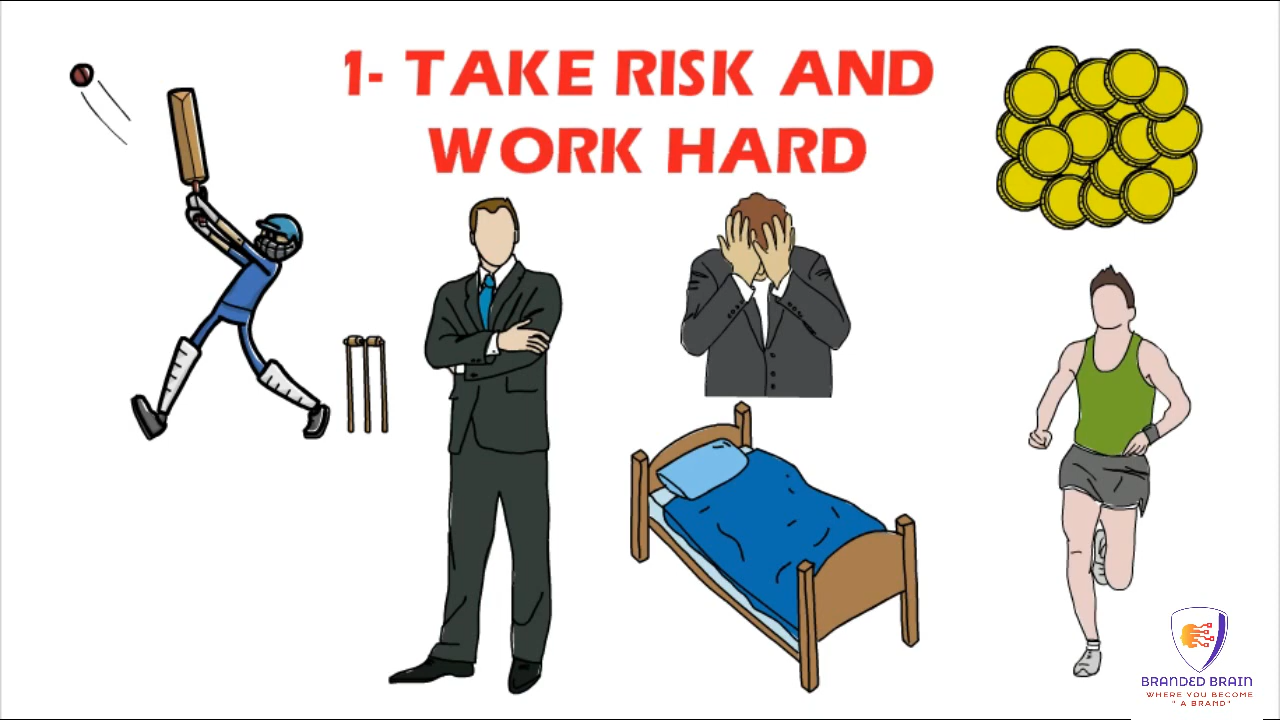 1- TAKE RISK AND
WORK HARD
BRANDED BRAIN
WHERE YOU BECOME
" A BRAND"